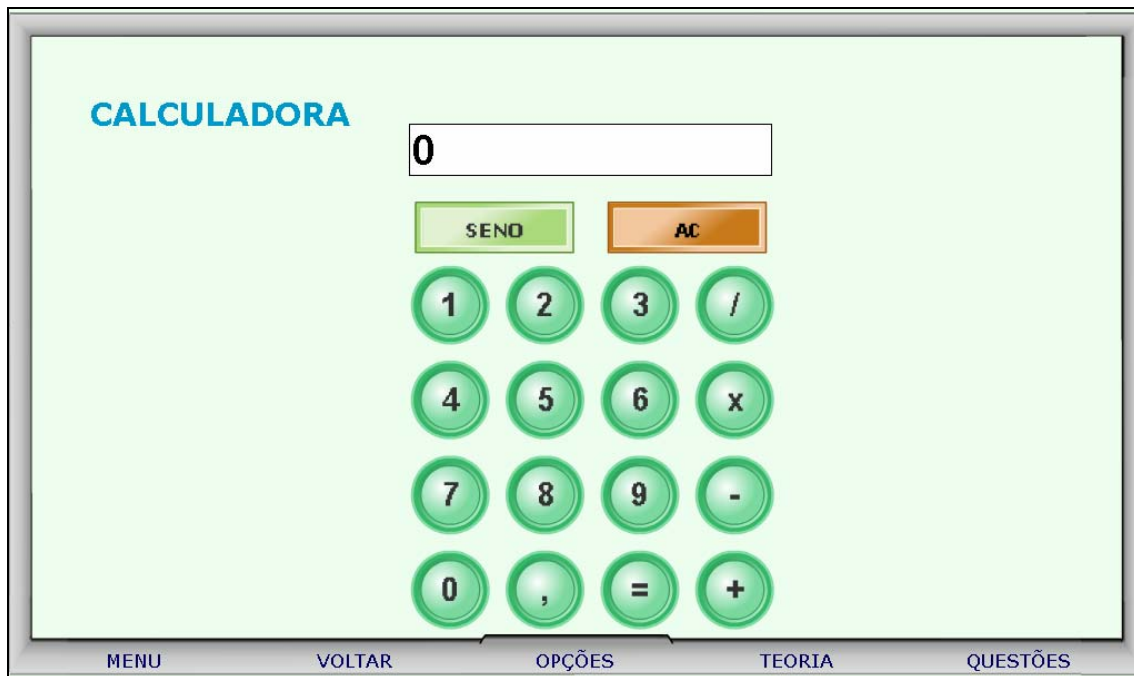 CALCULADORA
0
SENO AC
1 2 3 /
4 5 6 x
7 8 9 -
0 , = +
MENU VOLTAR OPÇÕES TEORIA QUESTÕES